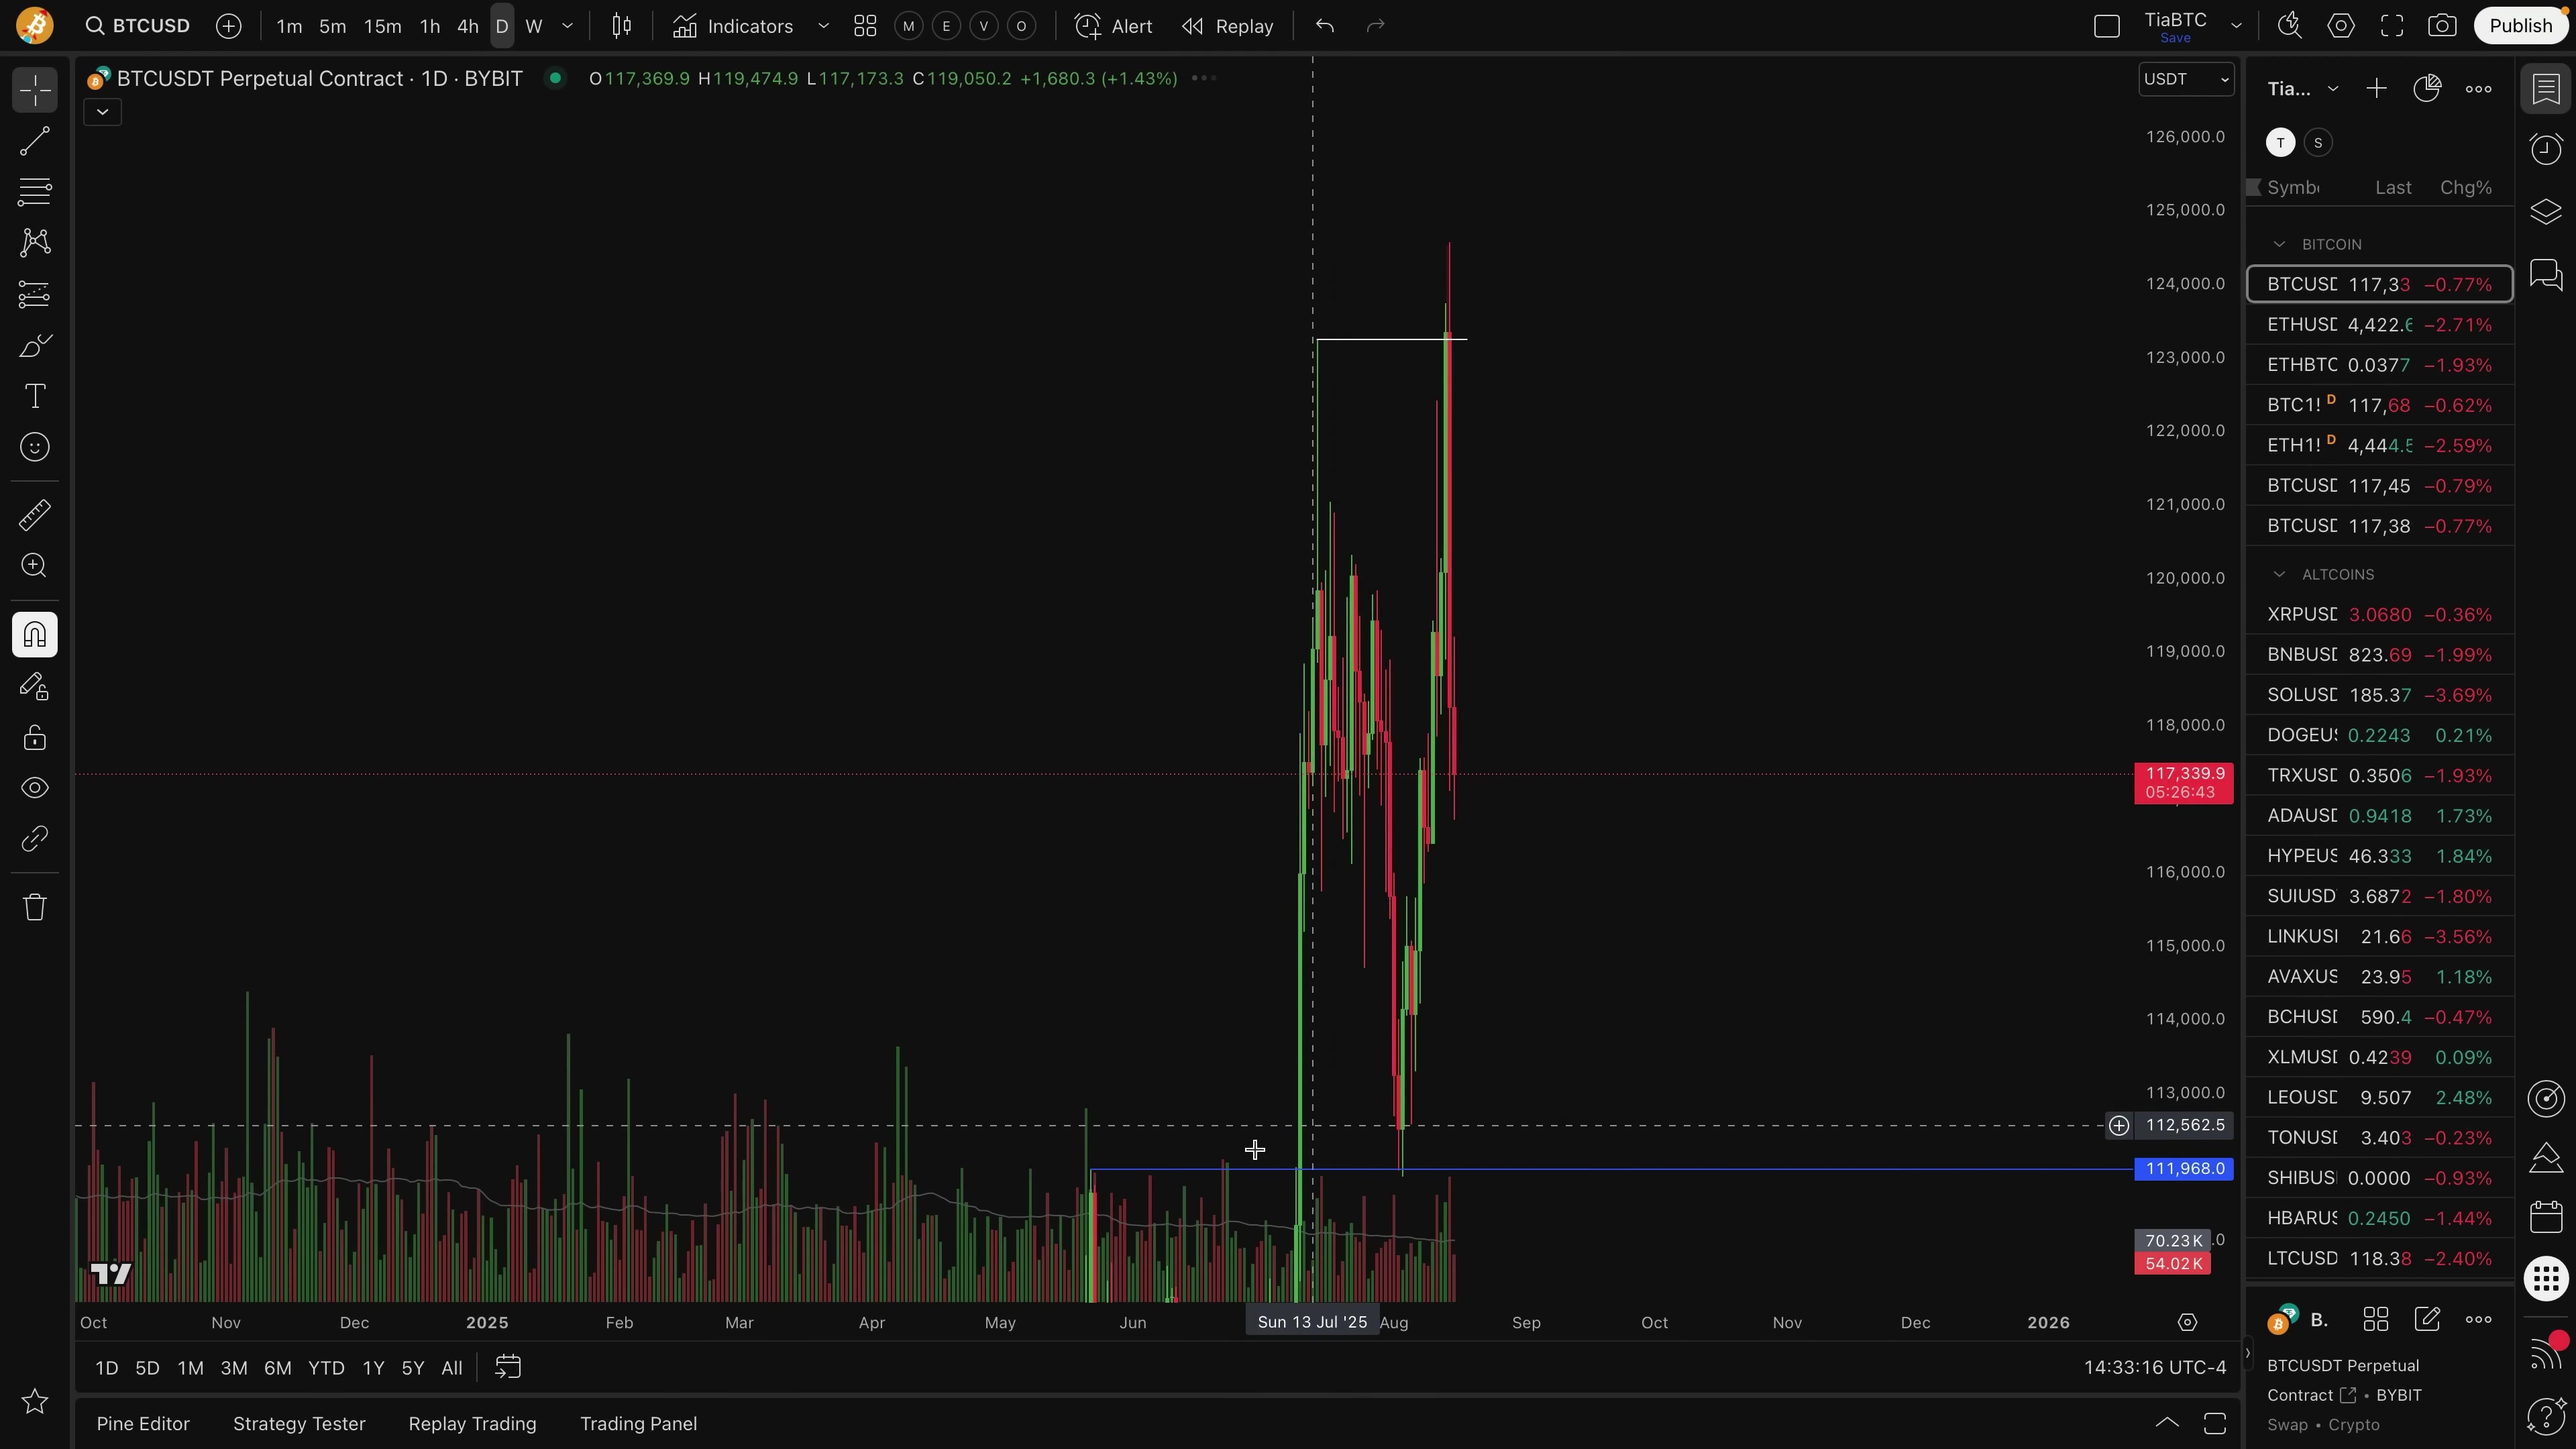 BTCUSD
1m 5m 15m 1h 4h D W
Indicators
M E V O
Alert
Replay
TiaBTC
Save
Publish
BTCUSDT Perpetual Contract · 1D · BYBIT
O117,369.9 H119,474.9 L117,173.3 C119,050.2 +1,680.3 (+1.43%)
USDT
126,000.0
125,000.0
124,000.0
123,000.0
122,000.0
121,000.0
120,000.0
119,000.0
118,000.0
117,339.9
05:26:43
116,000.0
115,000.0
114,000.0
113,000.0
112,562.5
111,968.0
70.23K
54.02K
Oct Nov Dec 2025 Feb Mar Apr May Jun Sun 13 Jul '25 Aug Sep Oct Nov Dec 2026
1D 5D 1M 3M 6M YTD 1Y 5Y All
14:33:16 UTC-4
Pine Editor Strategy Tester Replay Trading Trading Panel
Tia...
T S
Last Chg%
BITCOIN
BTCUSD 117,33 −0.77%
ETHUSD 4,422.6 −2.71%
ETHBTC 0.0377 −1.93%
BTC1! D 117,68 −0.62%
ETH1! D 4,444.5 −2.59%
BTCUSD 117,45 −0.79%
BTCUSD 117,38 −0.77%
ALTCOINS
XRPUSD 3.0680 −0.36%
BNBUSD 823.69 −1.99%
SOLUSD 185.37 −3.69%
DOGEUS 0.2243 0.21%
TRXUSD 0.3506 −1.93%
ADAUSD 0.9418 1.73%
HYPEUS 46.333 1.84%
SUIUSD 3.6872 −1.80%
LINKUSD 21.66 −3.56%
AVAXUS 23.95 1.18%
BCHUSD 590.4 −0.47%
XLMUSD 0.4239 0.09%
LEOUSD 9.507 2.48%
TONUSD 3.403 −0.23%
SHIBUS 0.0000 −0.93%
HBARUS 0.2450 −1.44%
LTCUSD 118.38 −2.40%
B.
BTCUSDT Perpetual
Contract • BYBIT
Swap • Crypto